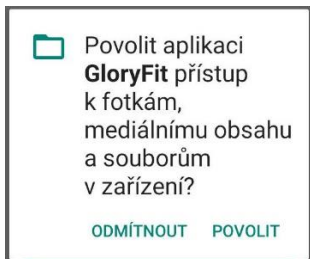 Povolit aplikaci
GloryFit přístup
k fotkám,
mediálnímu obsahu
a souborům
v zařízení?
ODMÍTNOUT POVOLIT